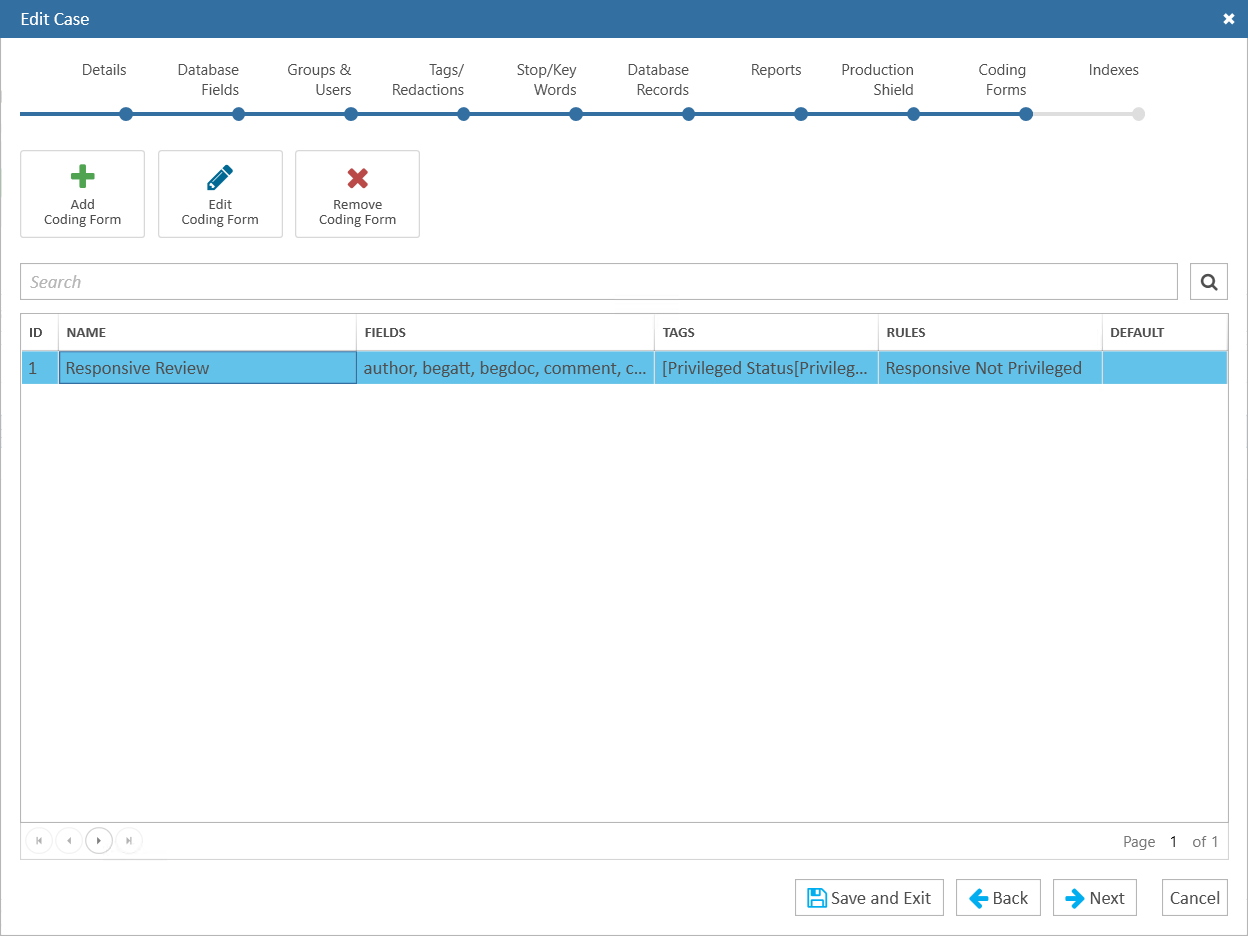 Edit Case
Details
Database
Fields
Groups &
Users
Tags/
Redactions
Stop/Key
Words
Database
Records
Reports
Production
Shield
Coding
Forms
Indexes
Add
Coding Form
Edit
Coding Form
Remove
Coding Form
Search
ID NAME FIELDS TAGS RULES DEFAULT
1 Responsive Review author, begatt, begdoc, comment, c... [Privileged Status[Privileg... Responsive Not Privileged
Page 1 of 1
Save and Exit Back Next Cancel